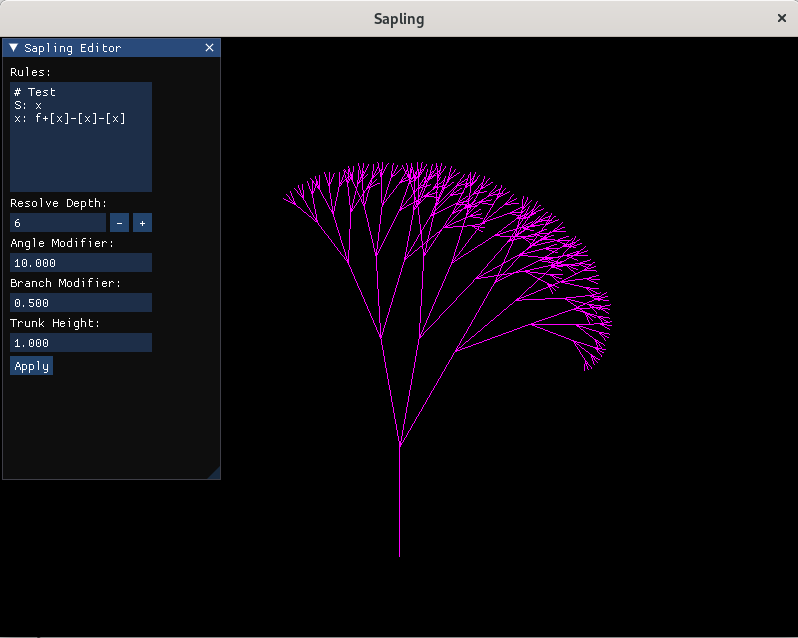 Sapling
Sapling Editor
Rules:
# Test
S: x
x: f+[x]-[x]-[x]
Resolve Depth:
6 - +
Angle Modifier:
10.000
Branch Modifier:
0.500
Trunk Height:
1.000
Apply